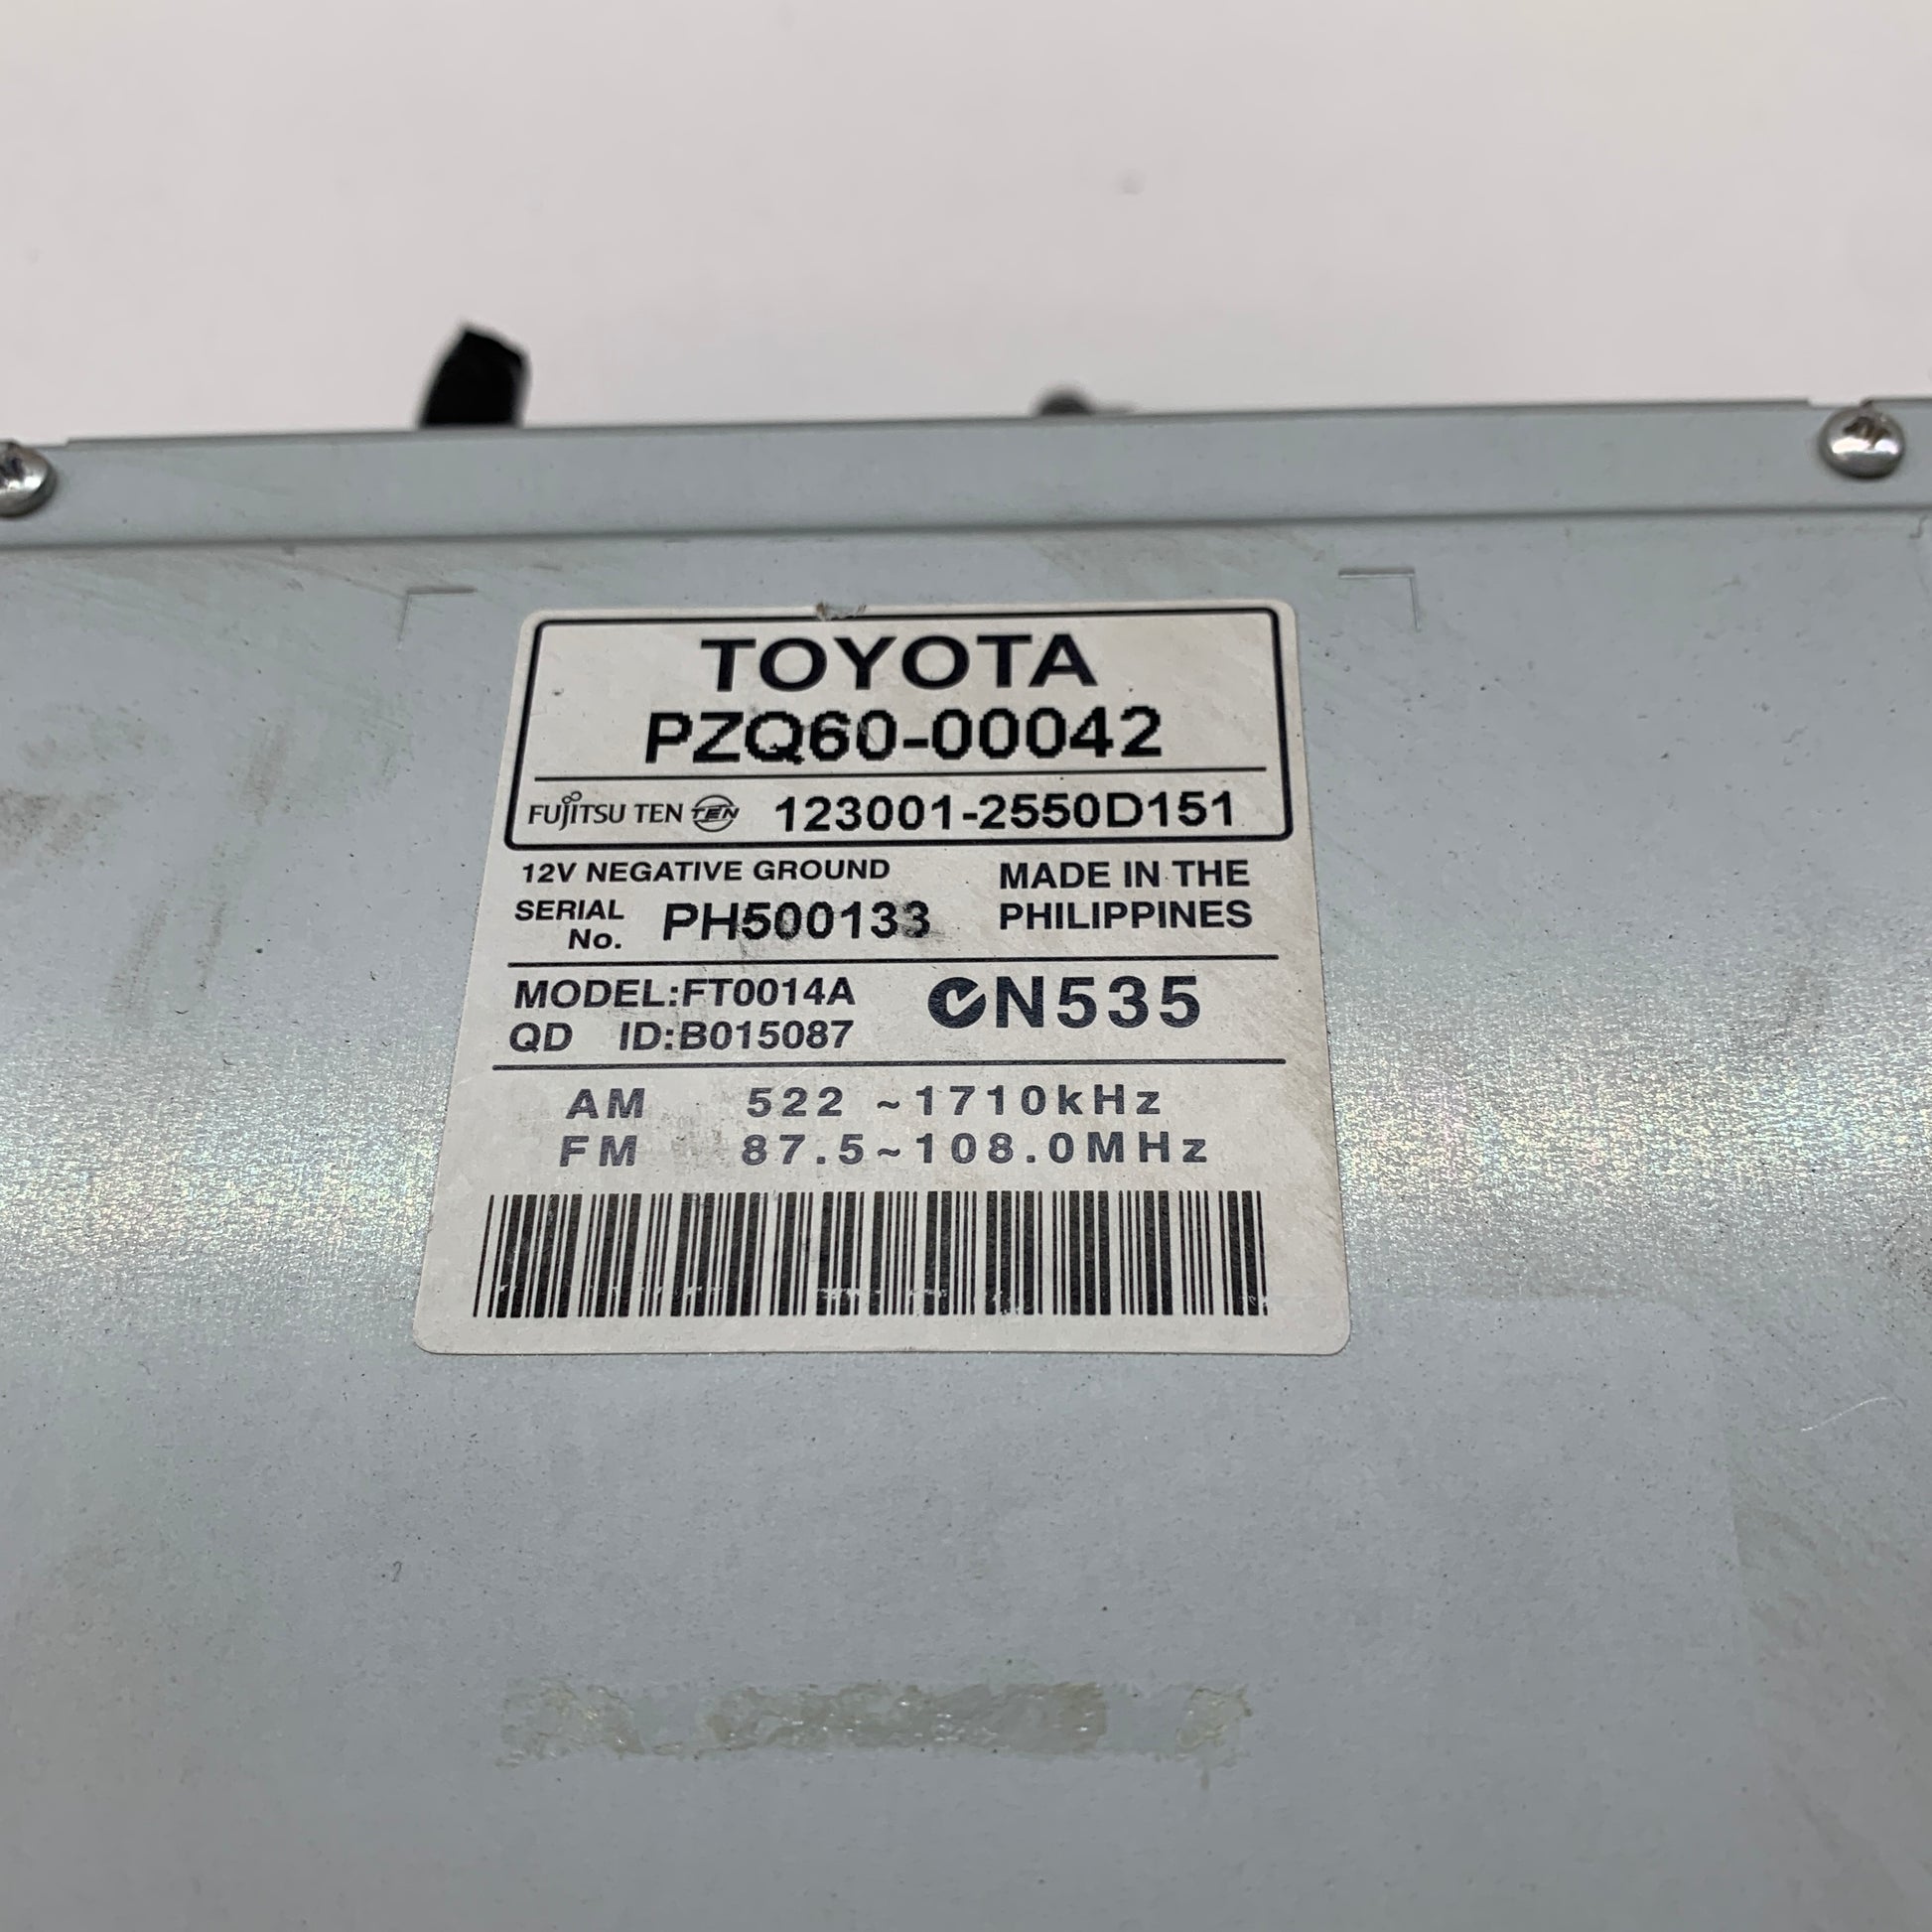 TOYOTA
PZQ60-00042
FUJITSU TEN TEN 123001-2550D151
12V NEGATIVE GROUND
SERIAL No. PH500133
MADE IN THE
PHILIPPINES
MODEL:FT0014A
QD ID:B015087
N535
AM 522 ~1710kHz
FM 87.5~108.0MHz